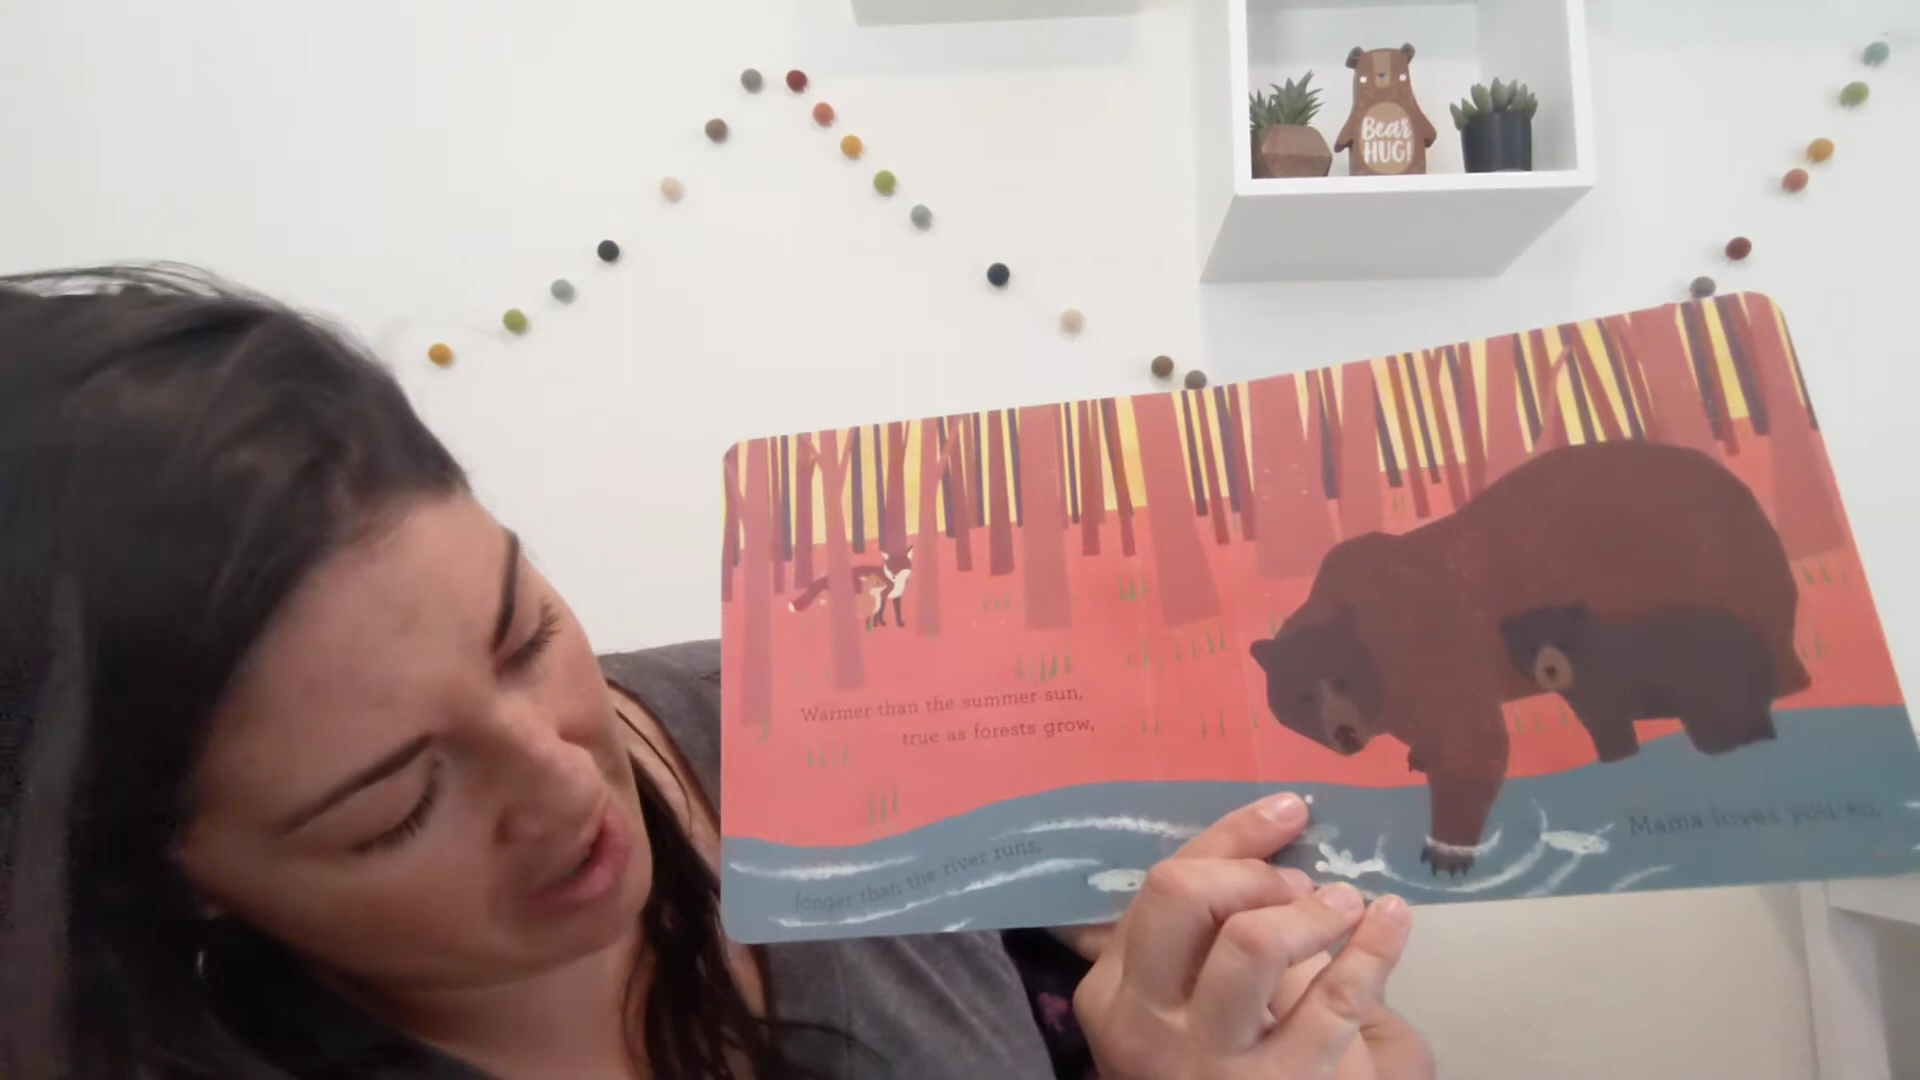 Bear
HUG!
Warmer than the summer sun,
true as forests grow,
longer than the river runs,
Mama loves you so.